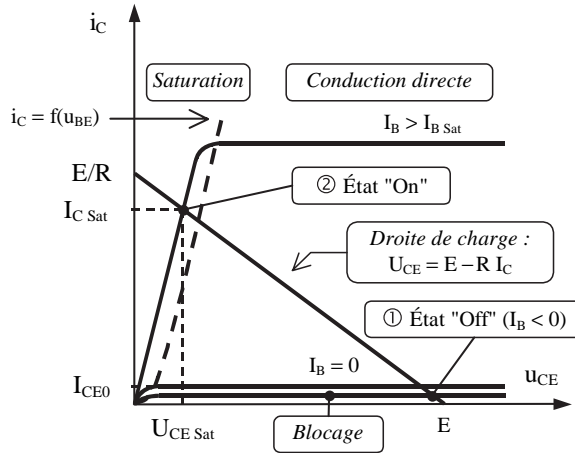 i_C
Saturation
Conduction directe
i_C = f(u_BE)
I_B > I_B Sat
E/R
② État "On"
I_C Sat
Droite de charge :
U_CE = E – R I_C
① État "Off" (I_B < 0)
I_B = 0
I_CE0
u_CE
U_CE Sat
Blocage
E